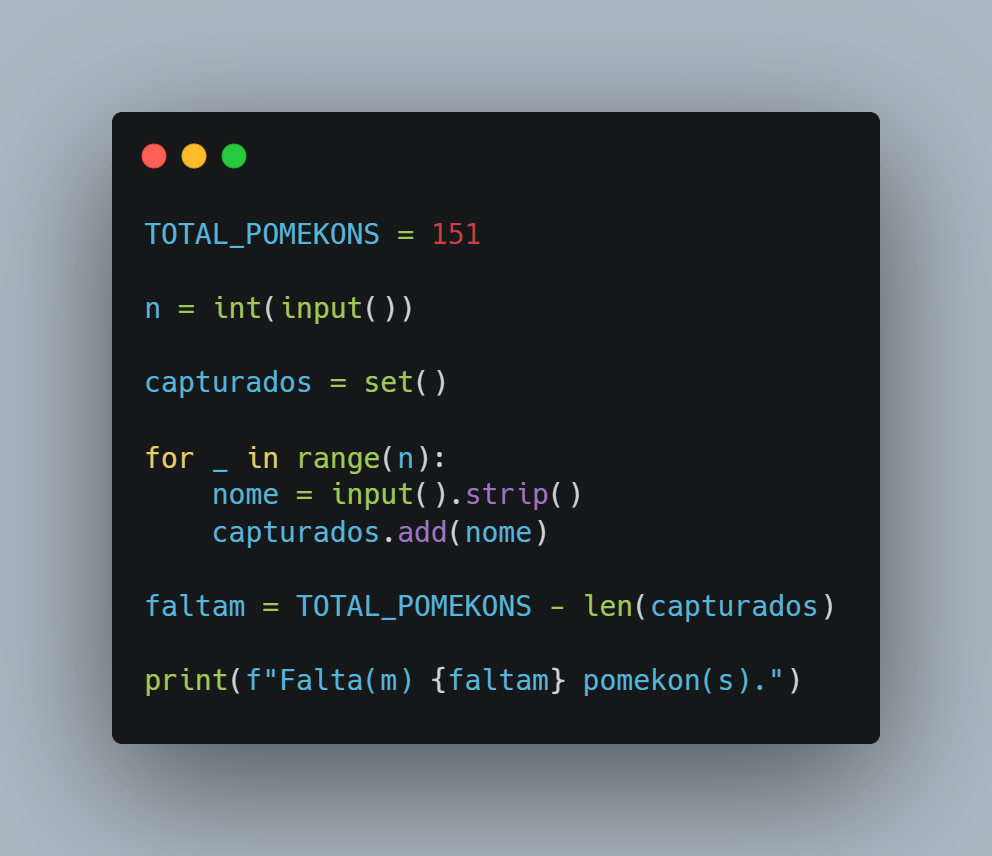 TOTAL_POMEKONS = 151

n = int(input())

capturados = set()

for _ in range(n):
    nome = input().strip()
    capturados.add(nome)

faltam = TOTAL_POMEKONS - len(capturados)

print(f"Falta(m) {faltam} pomekon(s).")